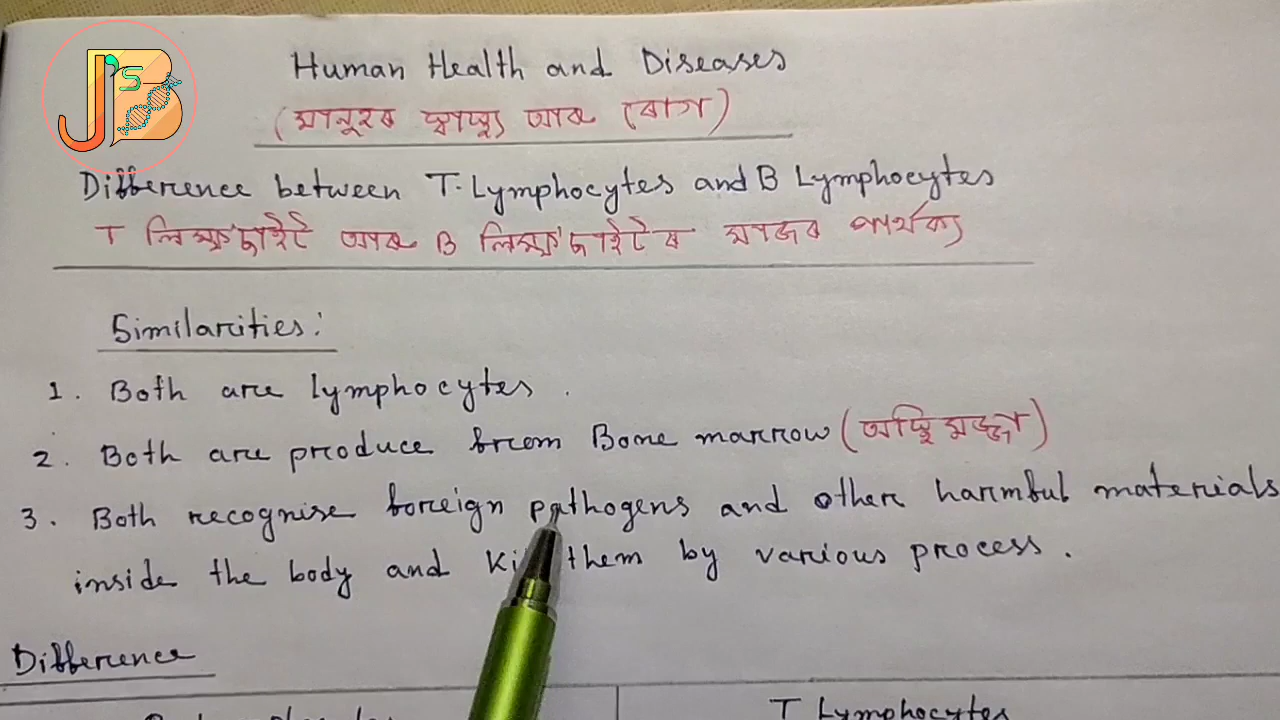 J'sB
Human Health and Diseases
(মানুহৰ স্বাস্থ্য আৰু ৰোগ)
Difference between T. Lymphocytes and B Lymphocytes
T লিম্ফ'চাইট আৰু B লিম্ফ'চাইটৰ মাজৰ পাৰ্থক্য
Similarities:
1. Both are lymphocytes.
2. Both are produce from Bone marrow (অস্থিমজ্জা)
3. Both recognise foreign pathogens and other harmful materials
inside the body and them by various process.
Difference
T Lymphocytes